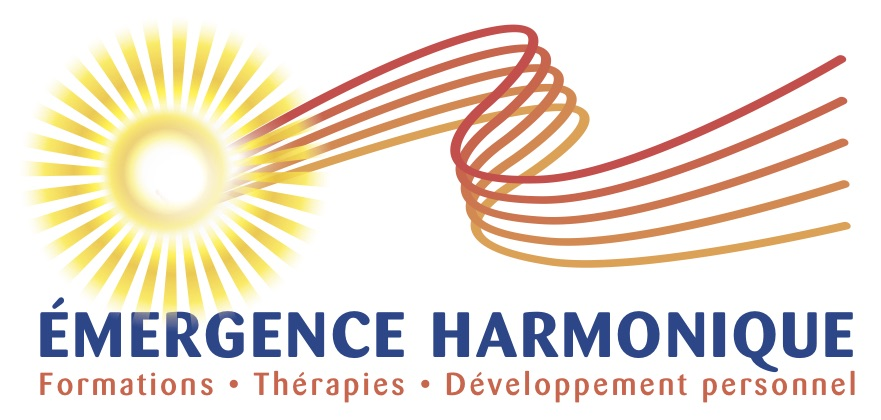 ÉMERGENCE HARMONIQUE
Formations • Thérapies • Développement personnel